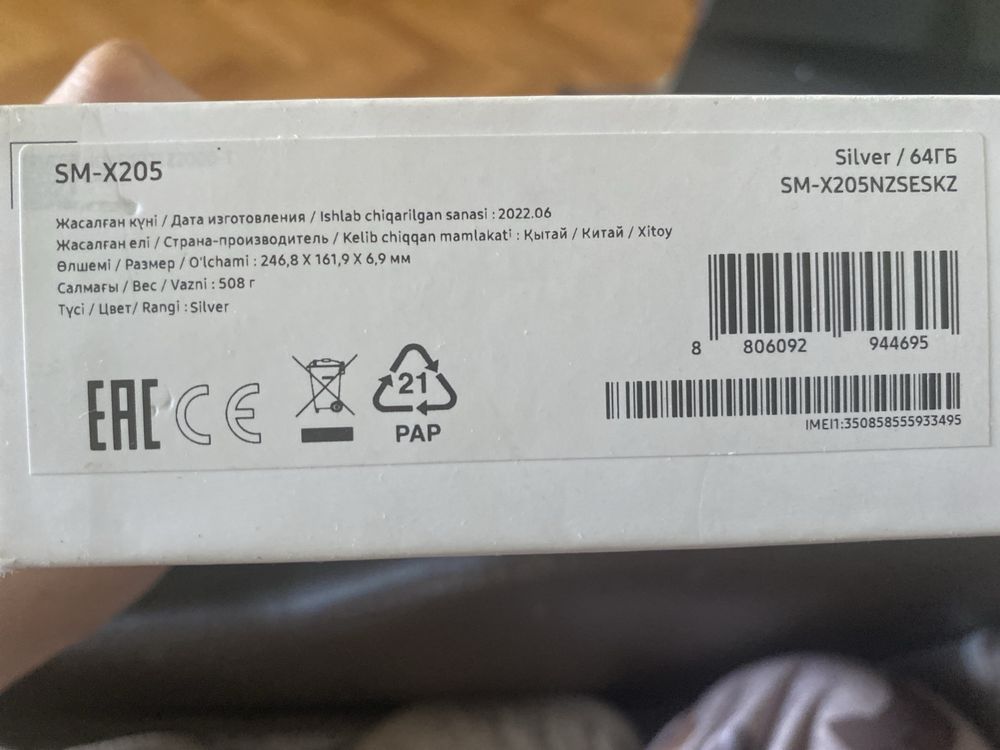 SM-X205
Silver / 64ГБ
SM-X205NZSESKZ
Жасалған күні / Дата изготовления / Ishlab chiqarilgan sanasi : 2022.06
Жасалған елі / Страна-производитель / Kelib chiqqan mamlakati : Қытай / Китай / Xitoy
Өлшемі / Размер / O'lchami : 246,8 X 161,9 X 6,9 мм
Салмағы / Вес / Vazni : 508 г
Түсі / Цвет/ Rangi : Silver
8 806092 944695
IMEI1:350858555933495
EAC CE
21
PAP